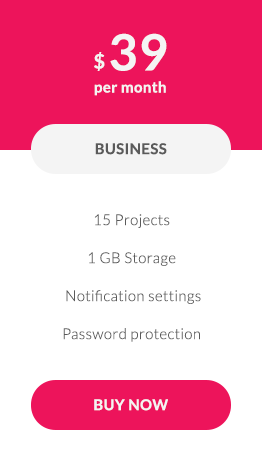 $ 39
per month
BUSINESS
15 Projects
1 GB Storage
Notification settings
Password protection
BUY NOW